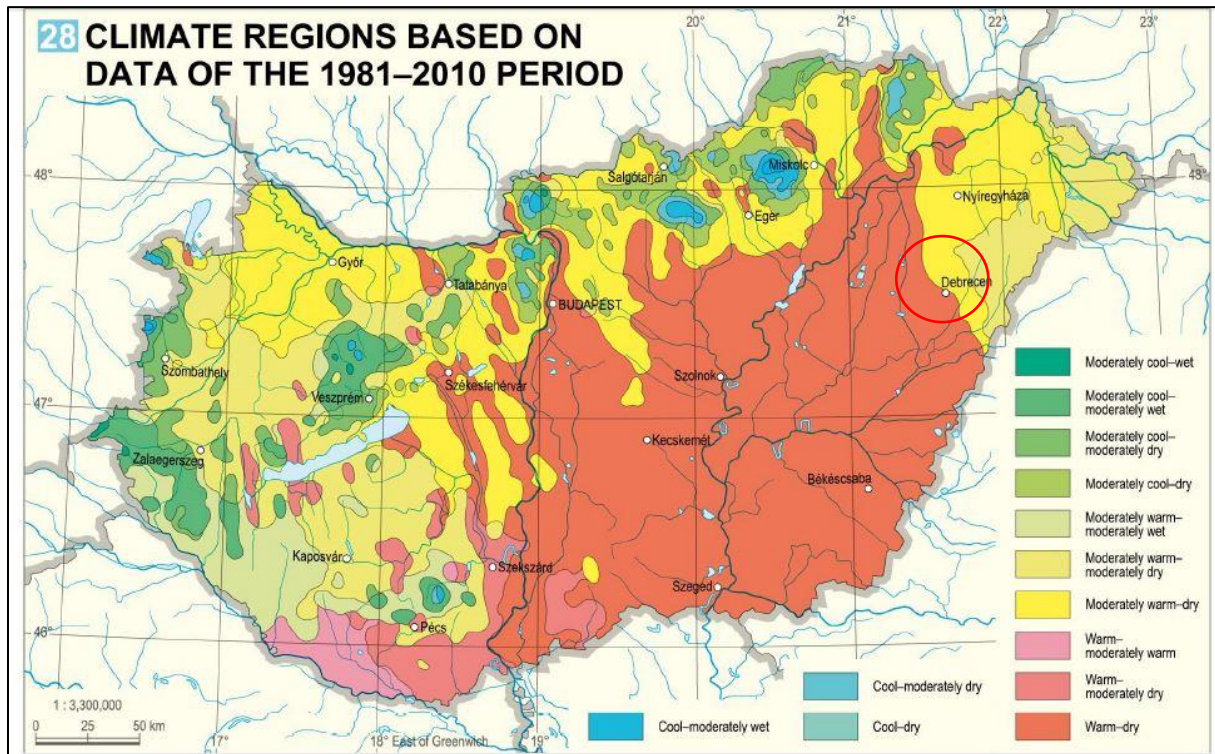 28 CLIMATE REGIONS BASED ON
DATA OF THE 1981–2010 PERIOD
20°
21°
22°
23°
48°
48°
Salgótarján
Miskolc
Nyíregyháza
Eger
Győr
Tatabánya
BUDAPEST
Debrecen
Szombathely
Székesfehérvár
Szolnok
Veszprém
47°
Kecskemét
Zalaegerszeg
Békéscsaba
Kaposvár
Szekszárd
Szeged
46°
Pécs
Moderately cool–wet
Moderately cool–
moderately wet
Moderately cool–
moderately dry
Moderately cool–dry
Moderately warm–
moderately wet
Moderately warm–
moderately dry
Moderately warm–dry
Warm–
moderately warm
Warm–
moderately dry
Warm–dry
Cool–moderately dry
Cool–dry
Cool–moderately wet
1 : 3,300,000
0 25 50 km
17°
18° East of Greenwich
19°